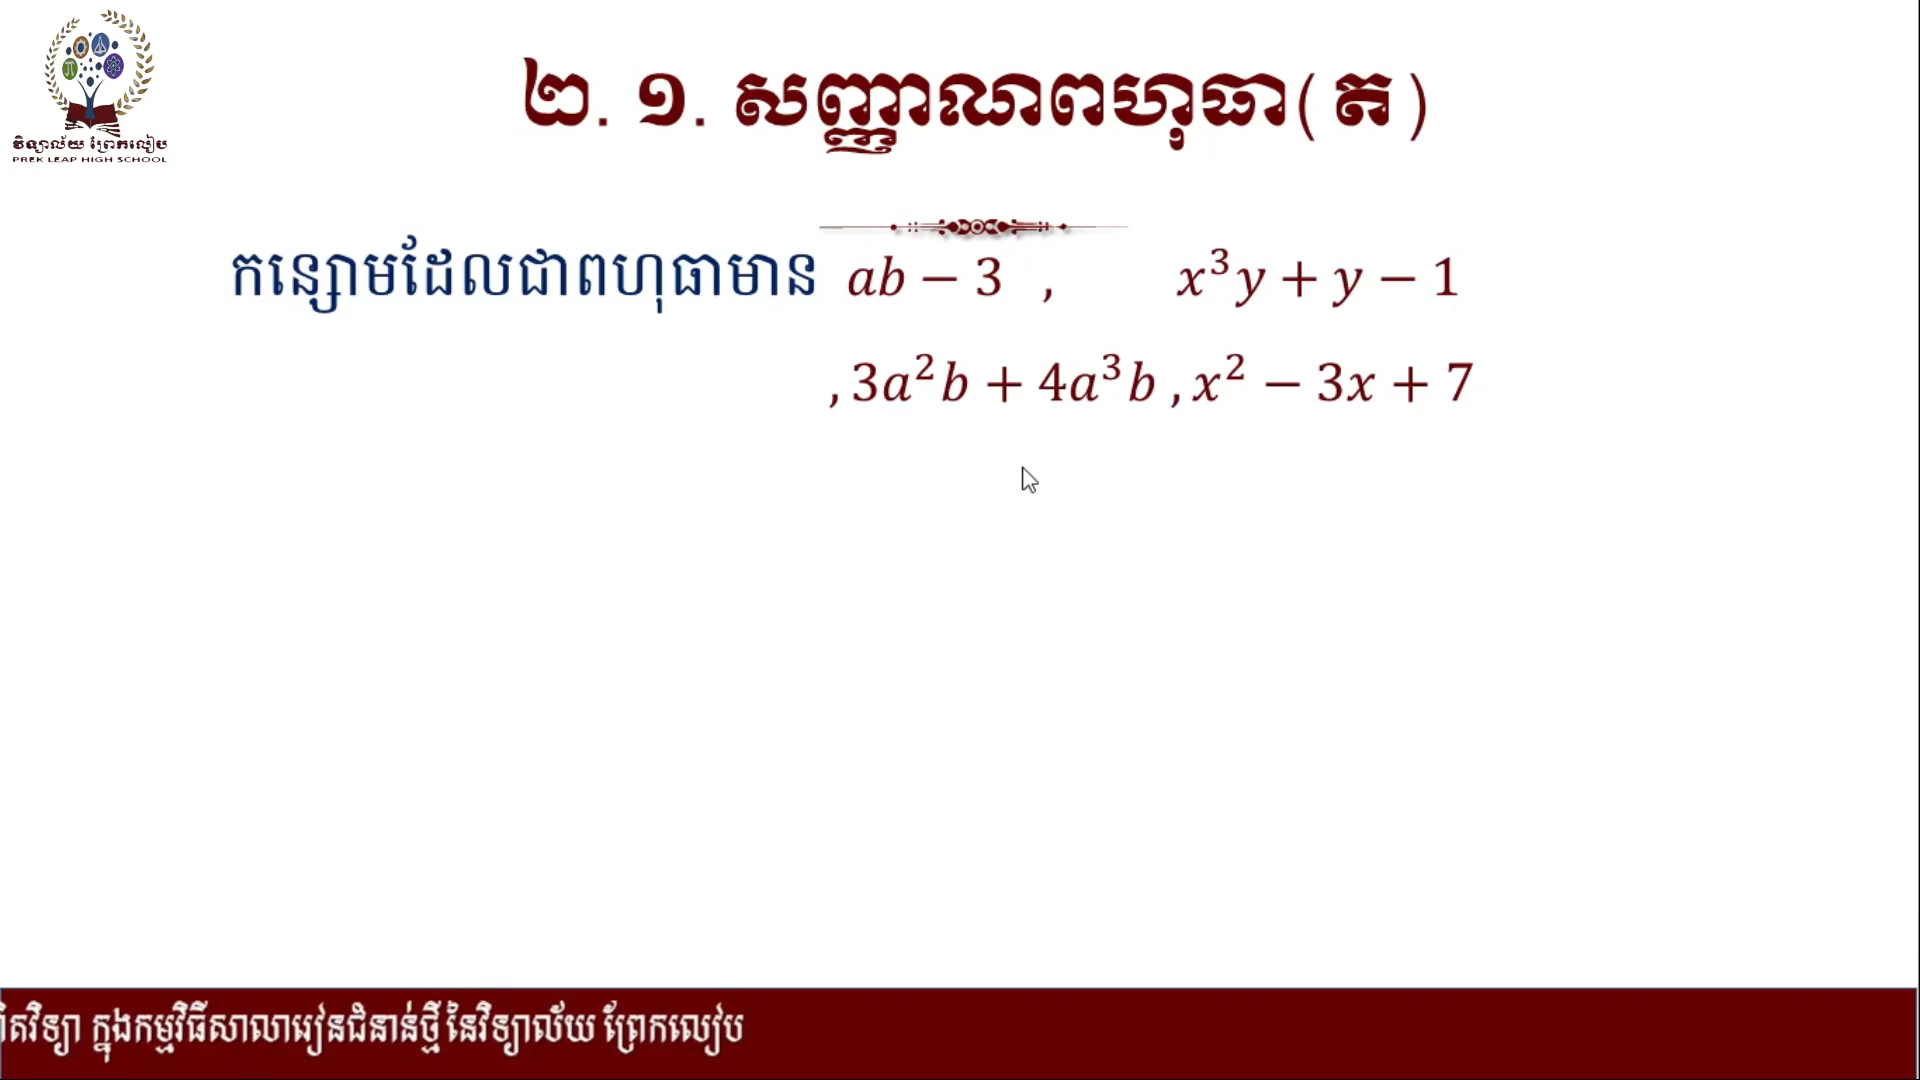 វិទ្យាល័យ ព្រែកលៀប
PREK LEAP HIGH SCHOOL
២. ១. សញ្ញាណពហុធា(ត)
កន្សោមដែលជាពហុធាមាន ab − 3 , x³y + y − 1
, 3a²b + 4a³b , x² − 3x + 7
ក្នុងកម្មវិធីសាលារៀនជំនាន់ថ្មី នៃវិទ្យាល័យ ព្រែកលៀប